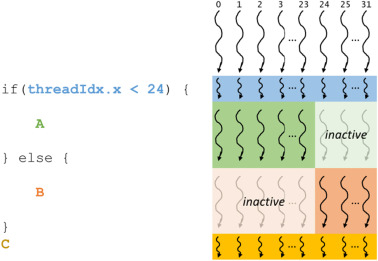 0 1 2 3 23 24 25 31
...
...
if(threadIdx.x < 24) {
...
...
A
...
inactive
...
} else {
B
inactive
...
...
}
C
...
...